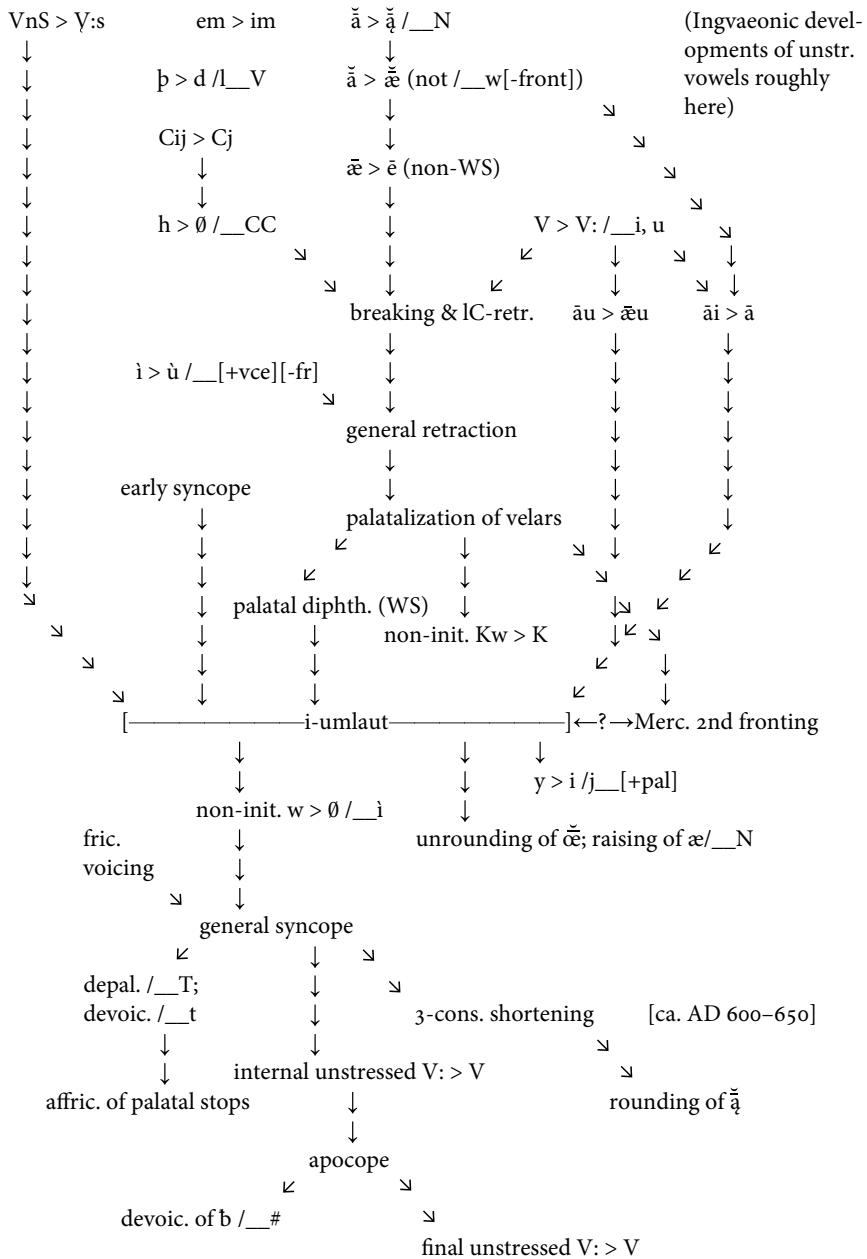 VnS > V̨:s em > im ā̆ > ą̄̆ /__N (Ingvaeonic devel-
þ > d /l__V ā̆ > ǣ̆ (not /__w[-front]) opments of unstr.
vowels roughly
here)
Cij > Cj
ǣ > ē (non-WS)
h > Ø /__CC V > V: /__i, u
breaking & lC-retr. āu > ǣu āi > ā
ì > ù /__[+vce][-fr]
general retraction
early syncope
palatalization of velars
palatal diphth. (WS)
non-init. Kw > K
[i-umlaut] ←?→ Merc. 2nd fronting
y > i /j__[+pal]
non-init. w > Ø /__ì
fric. unrounding of œ̄̆; raising of æ/__N
voicing
general syncope
depal. /__T;
devoic. /__t 3-cons. shortening [ca. AD 600–650]
internal unstressed V: > V
affric. of palatal stops rounding of ą̄̆
apocope
devoic. of ƀ /__#
final unstressed V: > V